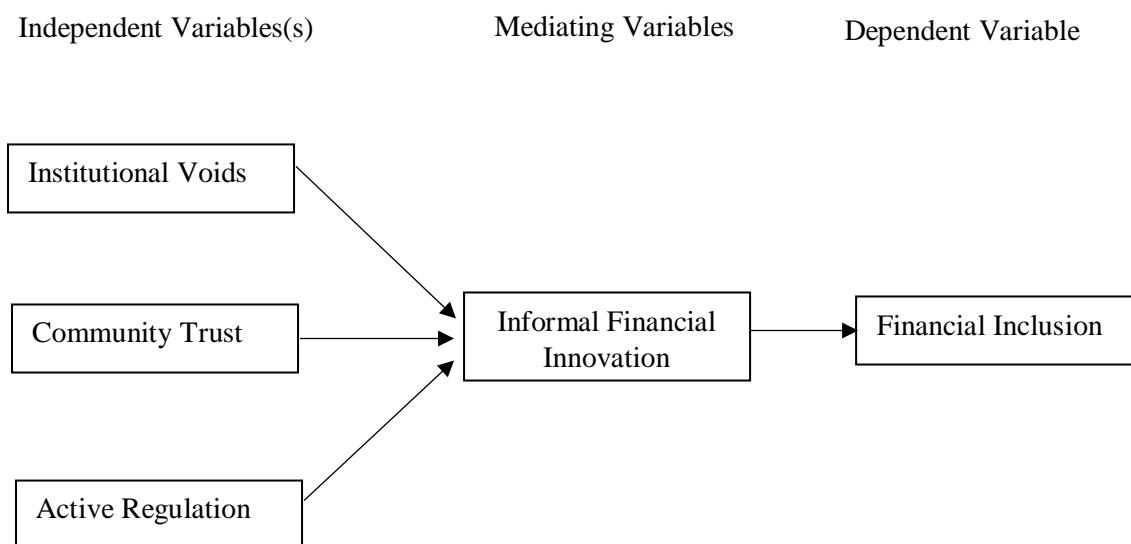 Independent Variables(s)
Mediating Variables
Dependent Variable
Institutional Voids
Community Trust
Informal Financial
Innovation
Financial Inclusion
Active Regulation